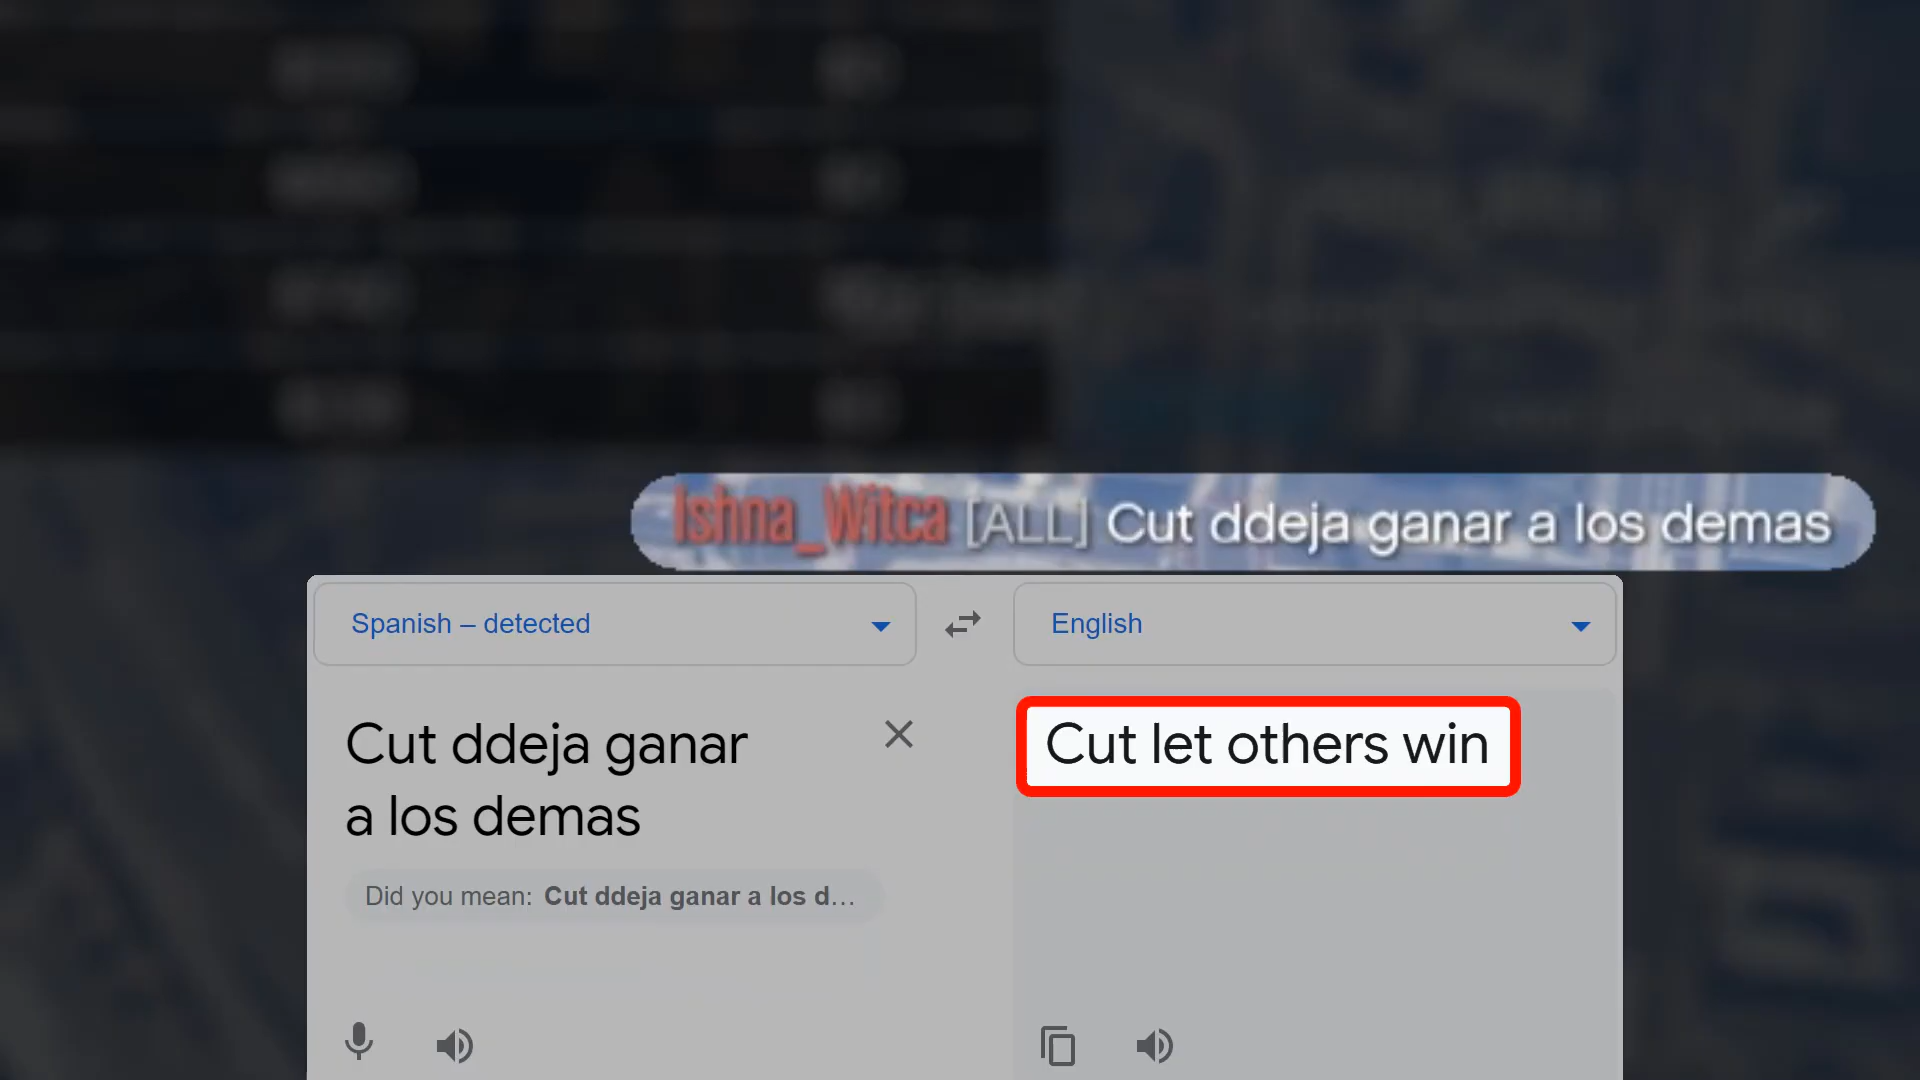 Ishna_Witca [ALL] Cut ddeja ganar a los demas
Spanish – detected
English
Cut ddeja ganar
a los demas
Cut let others win
Did you mean: Cut ddeja ganar a los d...